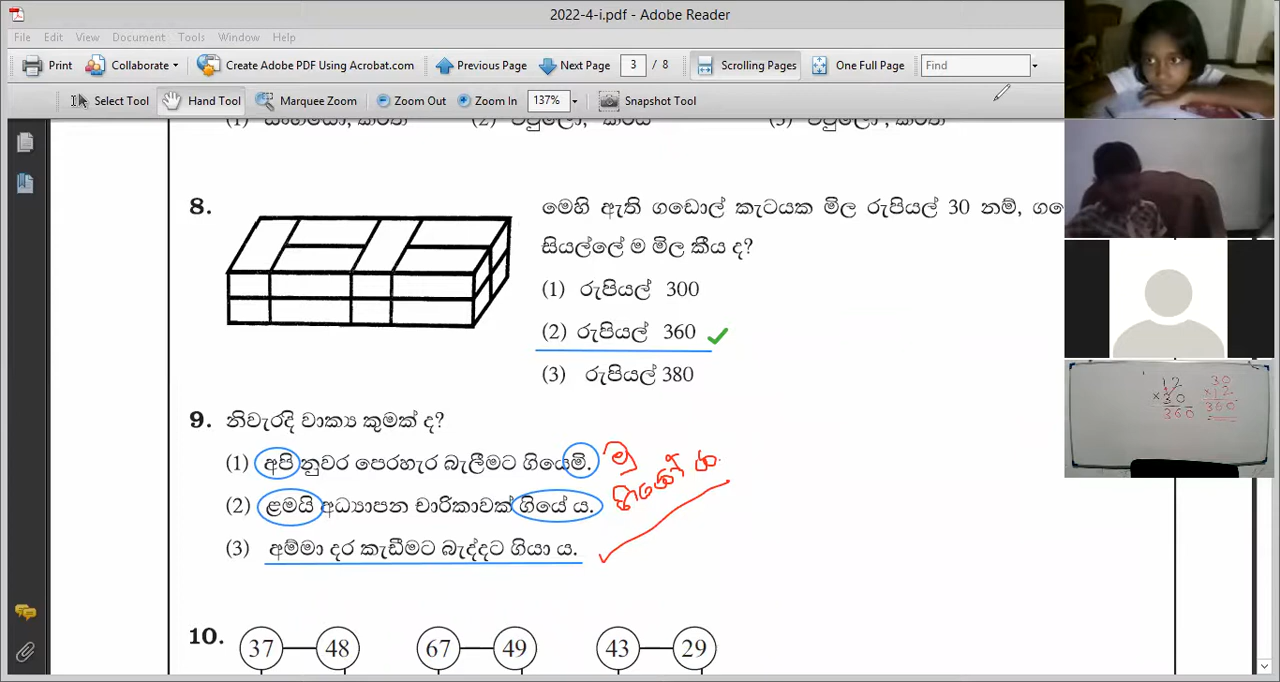 2022-4-i.pdf - Adobe Reader
File Edit View Document Tools Window Help
Print Collaborate Create Adobe PDF Using Acrobat.com Previous Page Next Page 3 / 8 Scrolling Pages One Full Page Find
Select Tool Hand Tool Marquee Zoom Zoom Out Zoom In 137% Snapshot Tool
8.
මෙහි ඇති ගඩොල් කැටයක මිල රුපියල් 30 නම්,
සියල්ලේ ම මිල කීය ද?
(1) රුපියල් 300
(2) රුපියල් 360
(3) රුපියල් 380
9. නිවැරදි වාක්‍ය කුමක් ද?
(1) අපි නුවර පෙරහැර බැලීමට ගියෙමි. මු
(2) ළමයි අධ්‍යාපන චාරිකාවක් ගියේ ය.
(3) අම්මා දර කැඩීමට බැද්දට ගියා ය.
10. 37 48 67 49 43 29
12 30
× 30 × 12
360 360